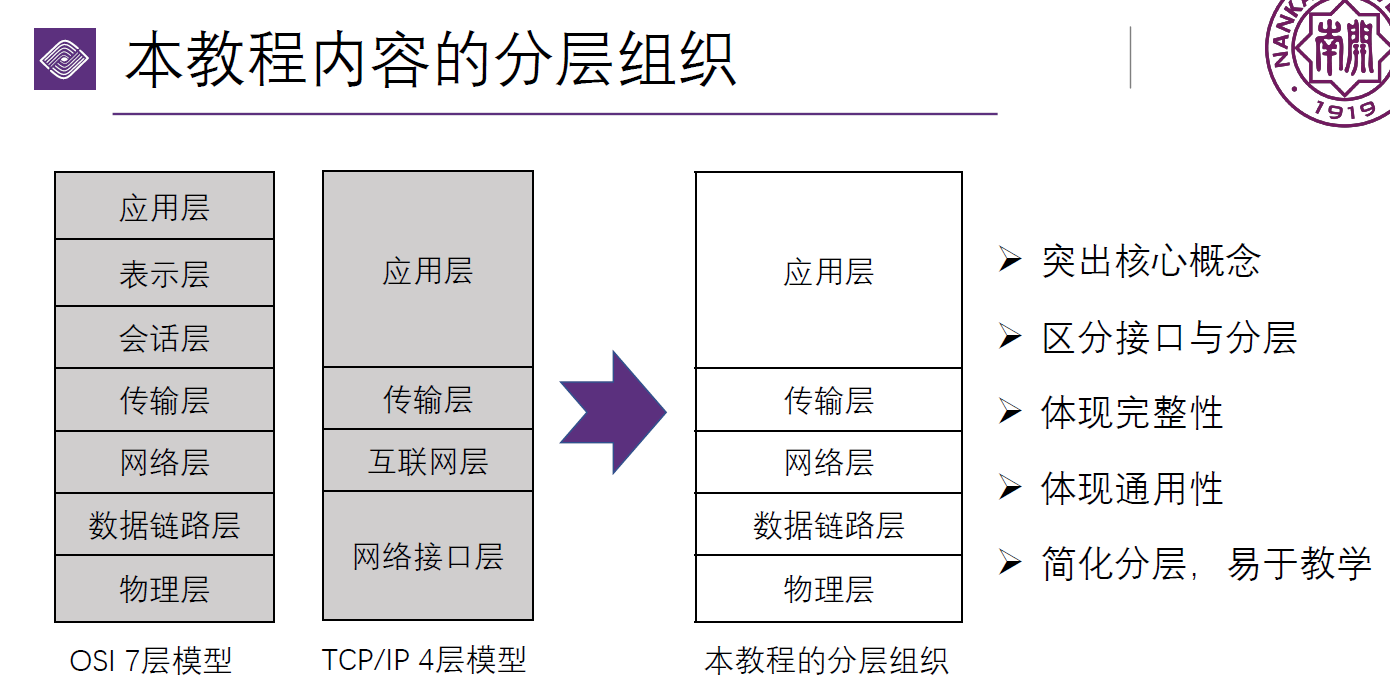 本教程内容的分层组织
NANKA
南開
1919
应用层
表示层
会话层
传输层
网络层
数据链路层
物理层
OSI 7层模型
应用层
传输层
互联网层
网络接口层
TCP/IP 4层模型
应用层
传输层
网络层
数据链路层
物理层
本教程的分层组织
突出核心概念
区分接口与分层
体现完整性
体现通用性
简化分层，易于教学